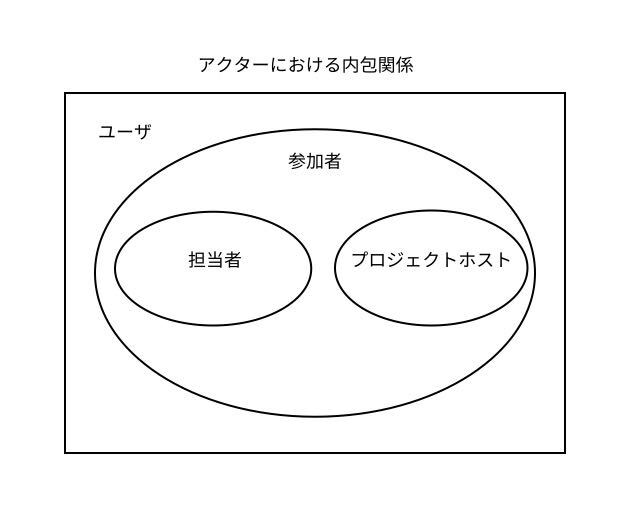 アクターにおける内包関係
ユーザ
参加者
担当者
プロジェクトホスト